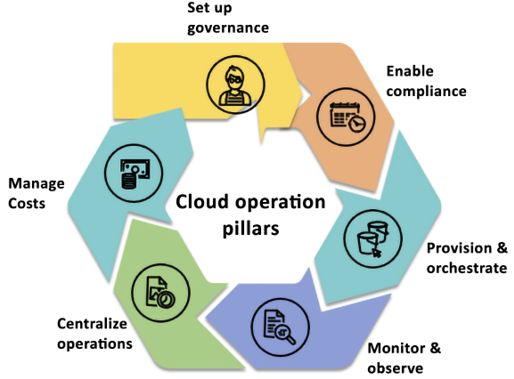 Set up
governance
Enable
compliance
Provision &
orchestrate
Monitor &
observe
Centralize
operations
Manage
Costs
Cloud operation
pillars